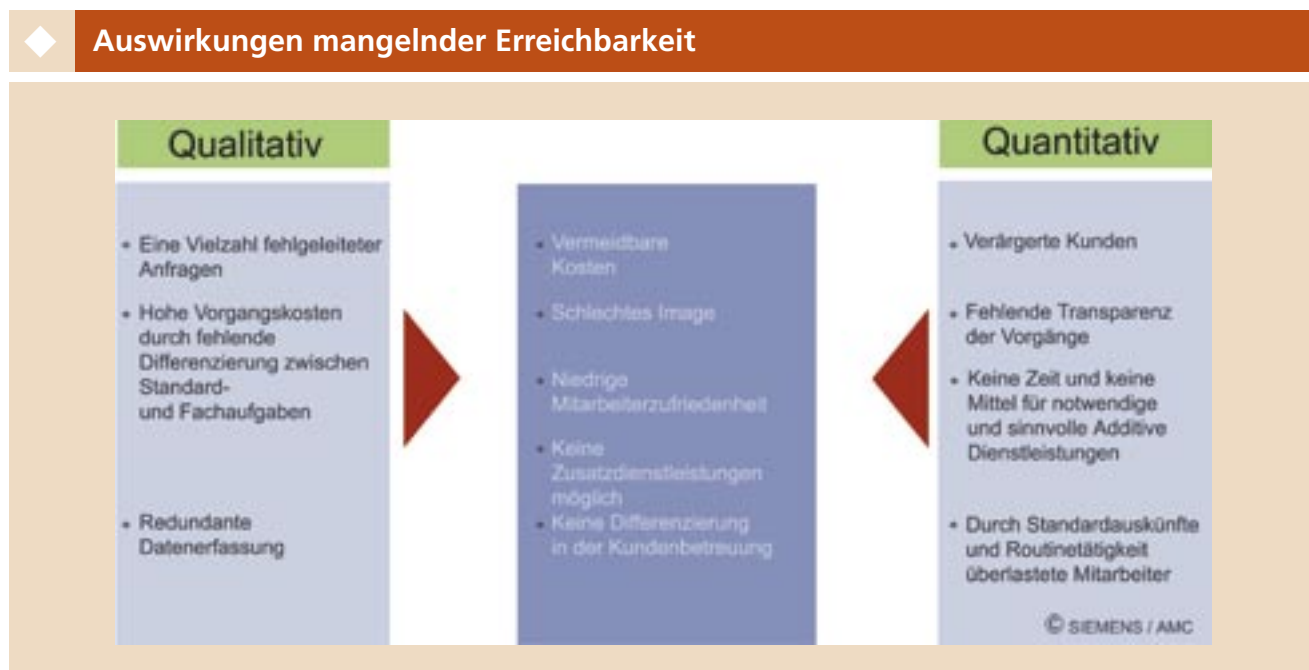 Auswirkungen mangelnder Erreichbarkeit
Qualitativ
• Eine Vielzahl fehlgeleiteter
Anfragen
• Hohe Vorgangskosten
durch fehlende
Differenzierung zwischen
Standard-
und Fachaufgaben
• Redundante
Datenerfassung
• Vermeidbare
Kosten
• Schlechtes Image
• Niedrige
Mitarbeiterzufriedenheit
• Keine
Zusatzdienstleistungen
möglich
• Keine Differenzierung
in der Kundenbetreuung
Quantitativ
• Verärgerte Kunden
• Fehlende Transparenz
der Vorgänge
• Keine Zeit und keine
Mittel für notwendige
und sinnvolle Additive
Dienstleistungen
• Durch Standardauskünfte
und Routinetätigkeit
überlastete Mitarbeiter
© SIEMENS / AMC